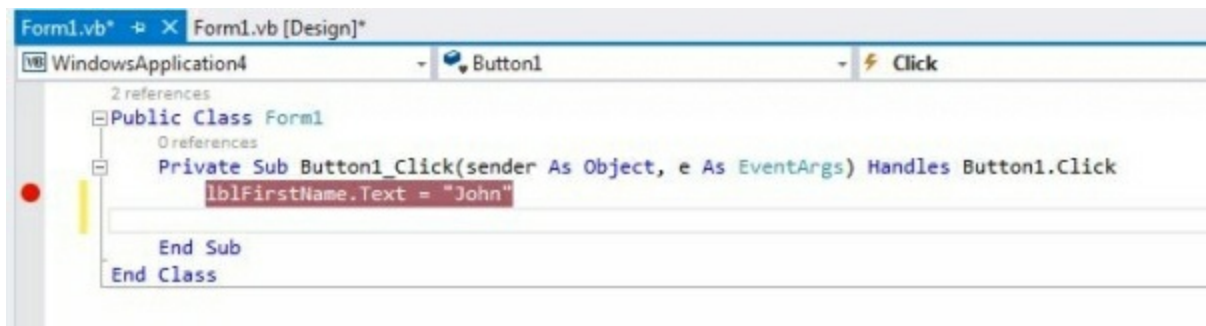 Form1.vb* Form1.vb [Design]*
VB WindowsApplication4 Button1 Click
2 references
Public Class Form1
0 references
Private Sub Button1_Click(sender As Object, e As EventArgs) Handles Button1.Click
lblFirstName.Text = "John"
End Sub
End Class